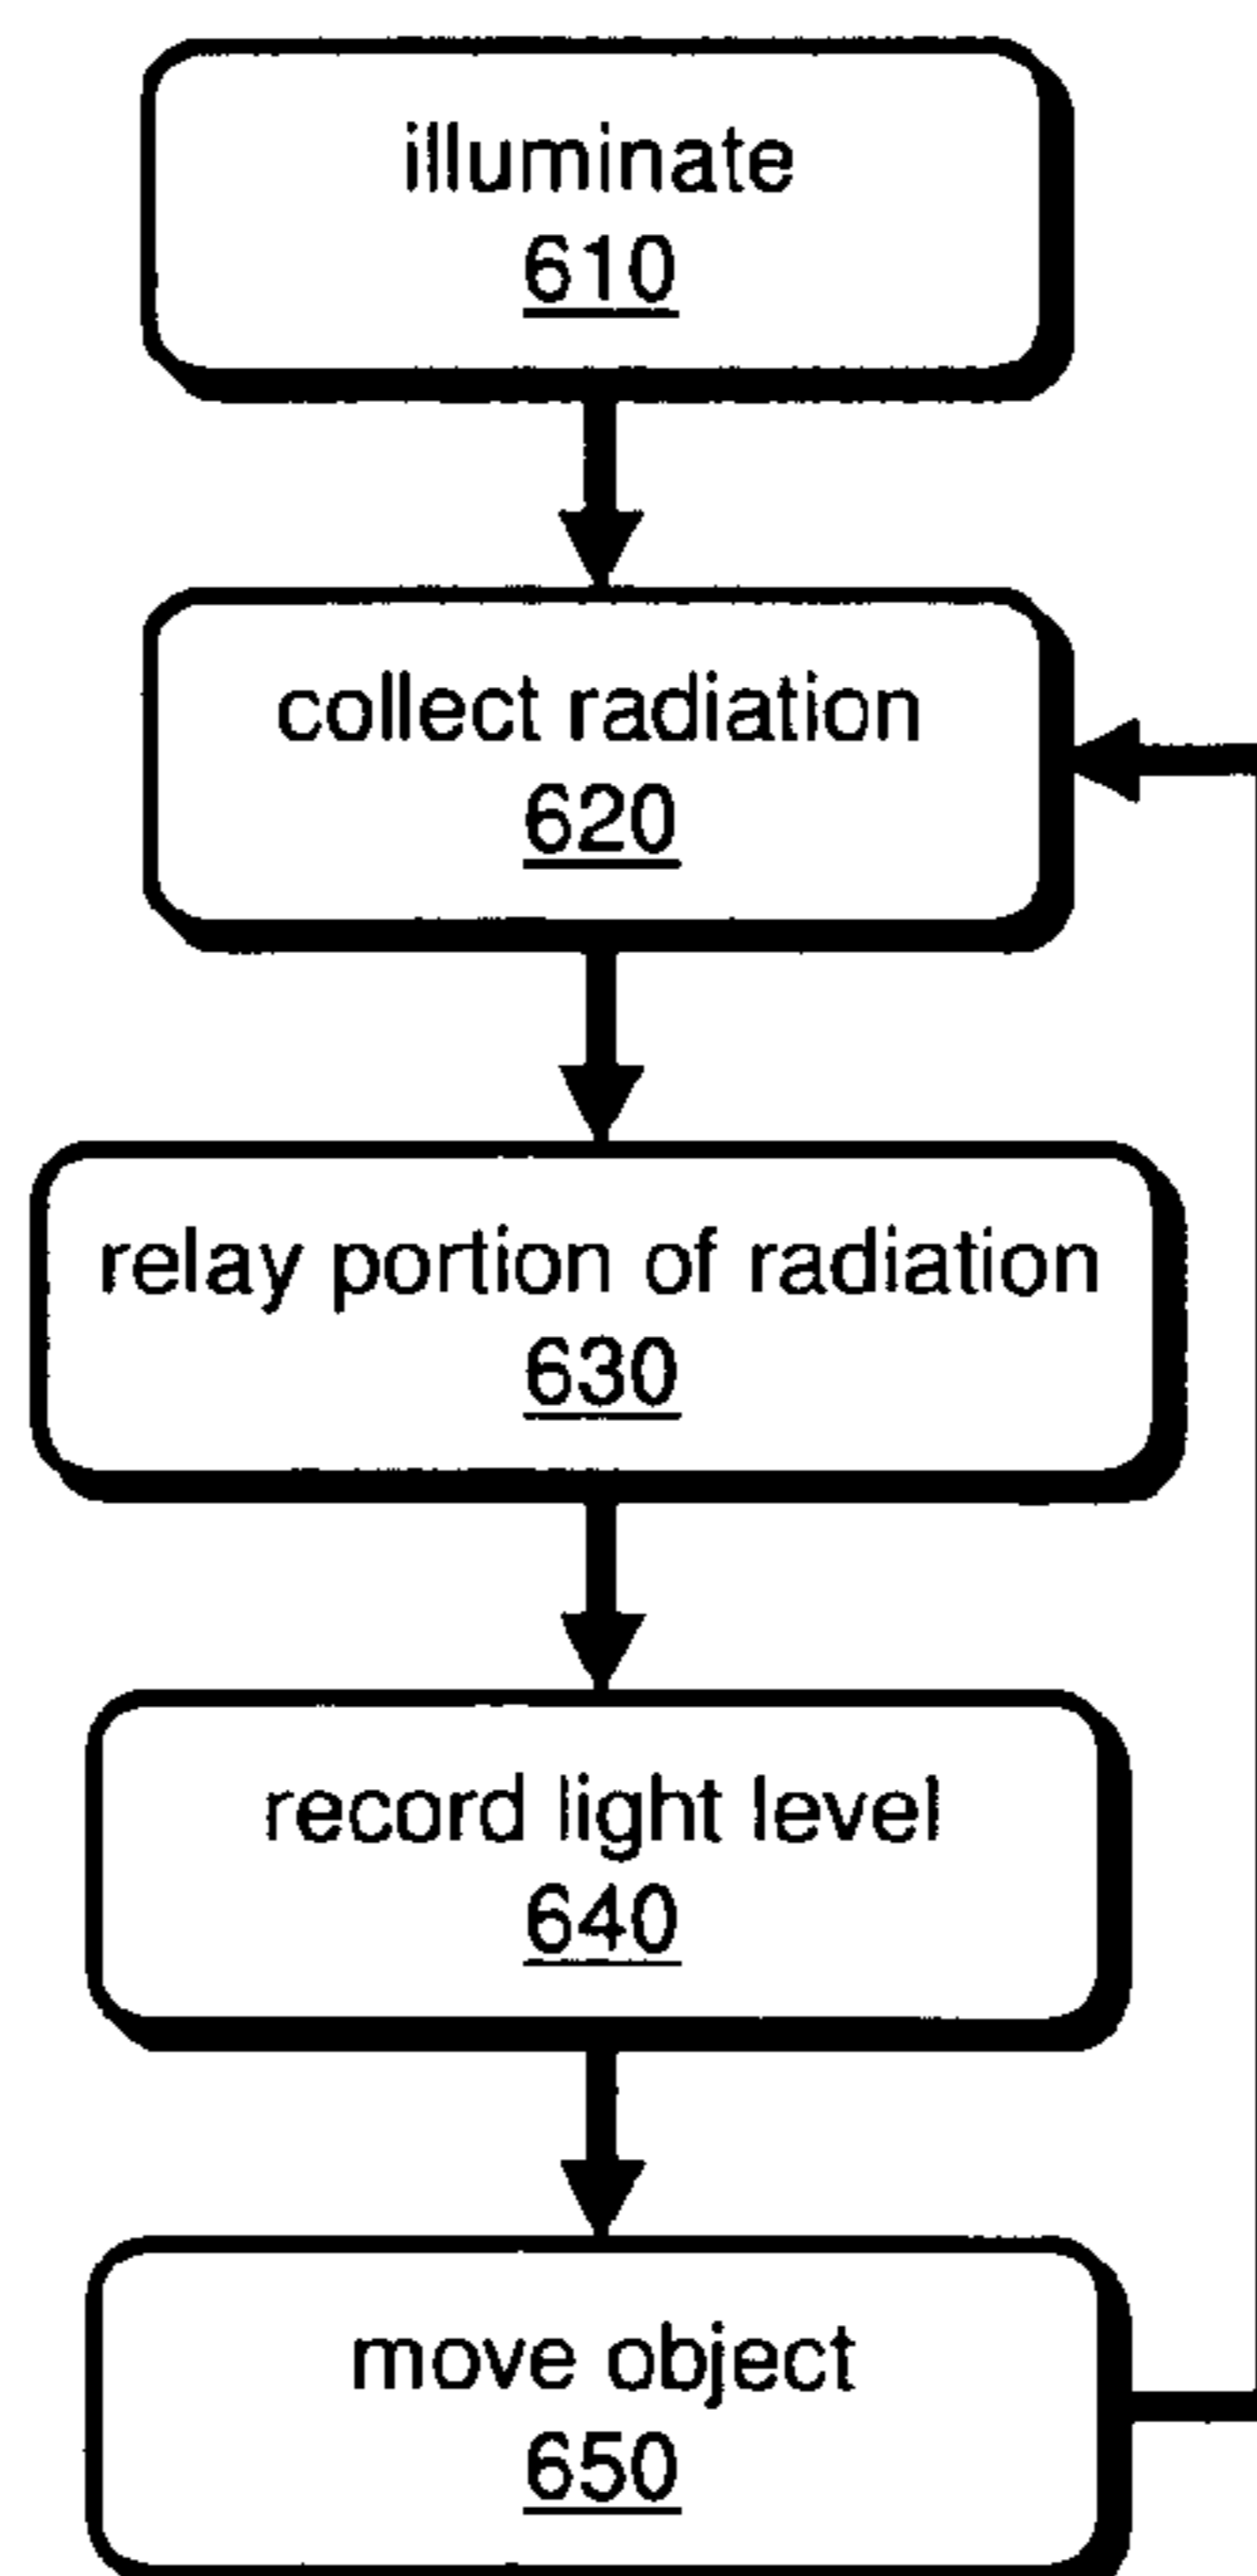 illuminate
610
collect radiation
620
relay portion of radiation
630
record light level
640
move object
650